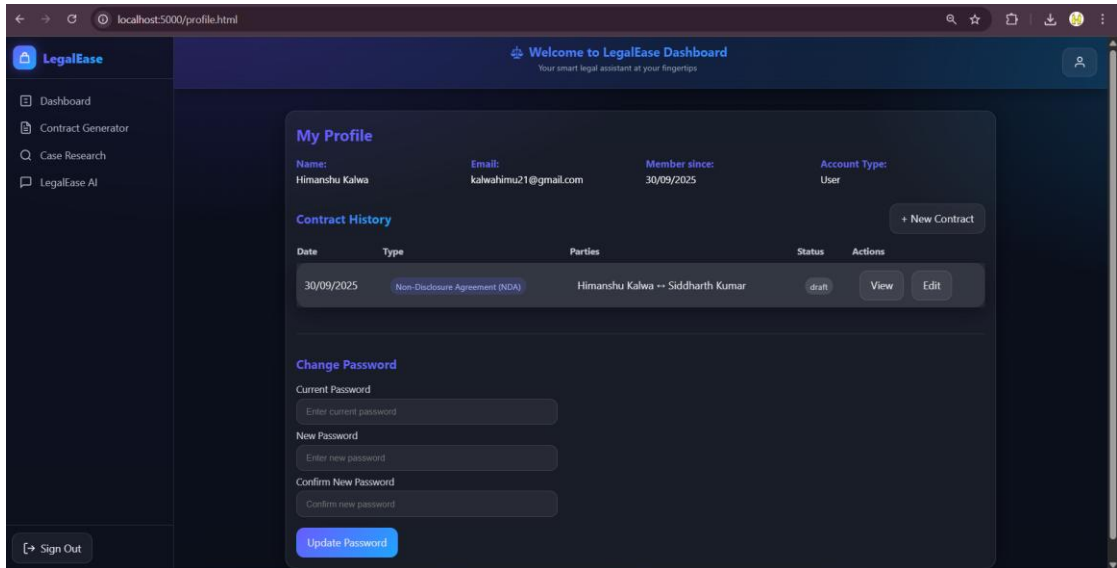 localhost:5000/profile.html
LegalEase
Dashboard
Contract Generator
Case Research
LegalEase AI
Sign Out
Welcome to LegalEase Dashboard
Your smart legal assistant at your fingertips
My Profile
Name: Email: Member since: Account Type:
Himanshu Kalwa kalwahimu21@gmail.com 30/09/2025 User
Contract History + New Contract
Date Type Parties Status Actions
30/09/2025 Non-Disclosure Agreement (NDA) Himanshu Kalwa ↔ Siddharth Kumar draft View Edit
Change Password
Current Password
Enter current password
New Password
Enter new password
Confirm New Password
Confirm new password
Update Password